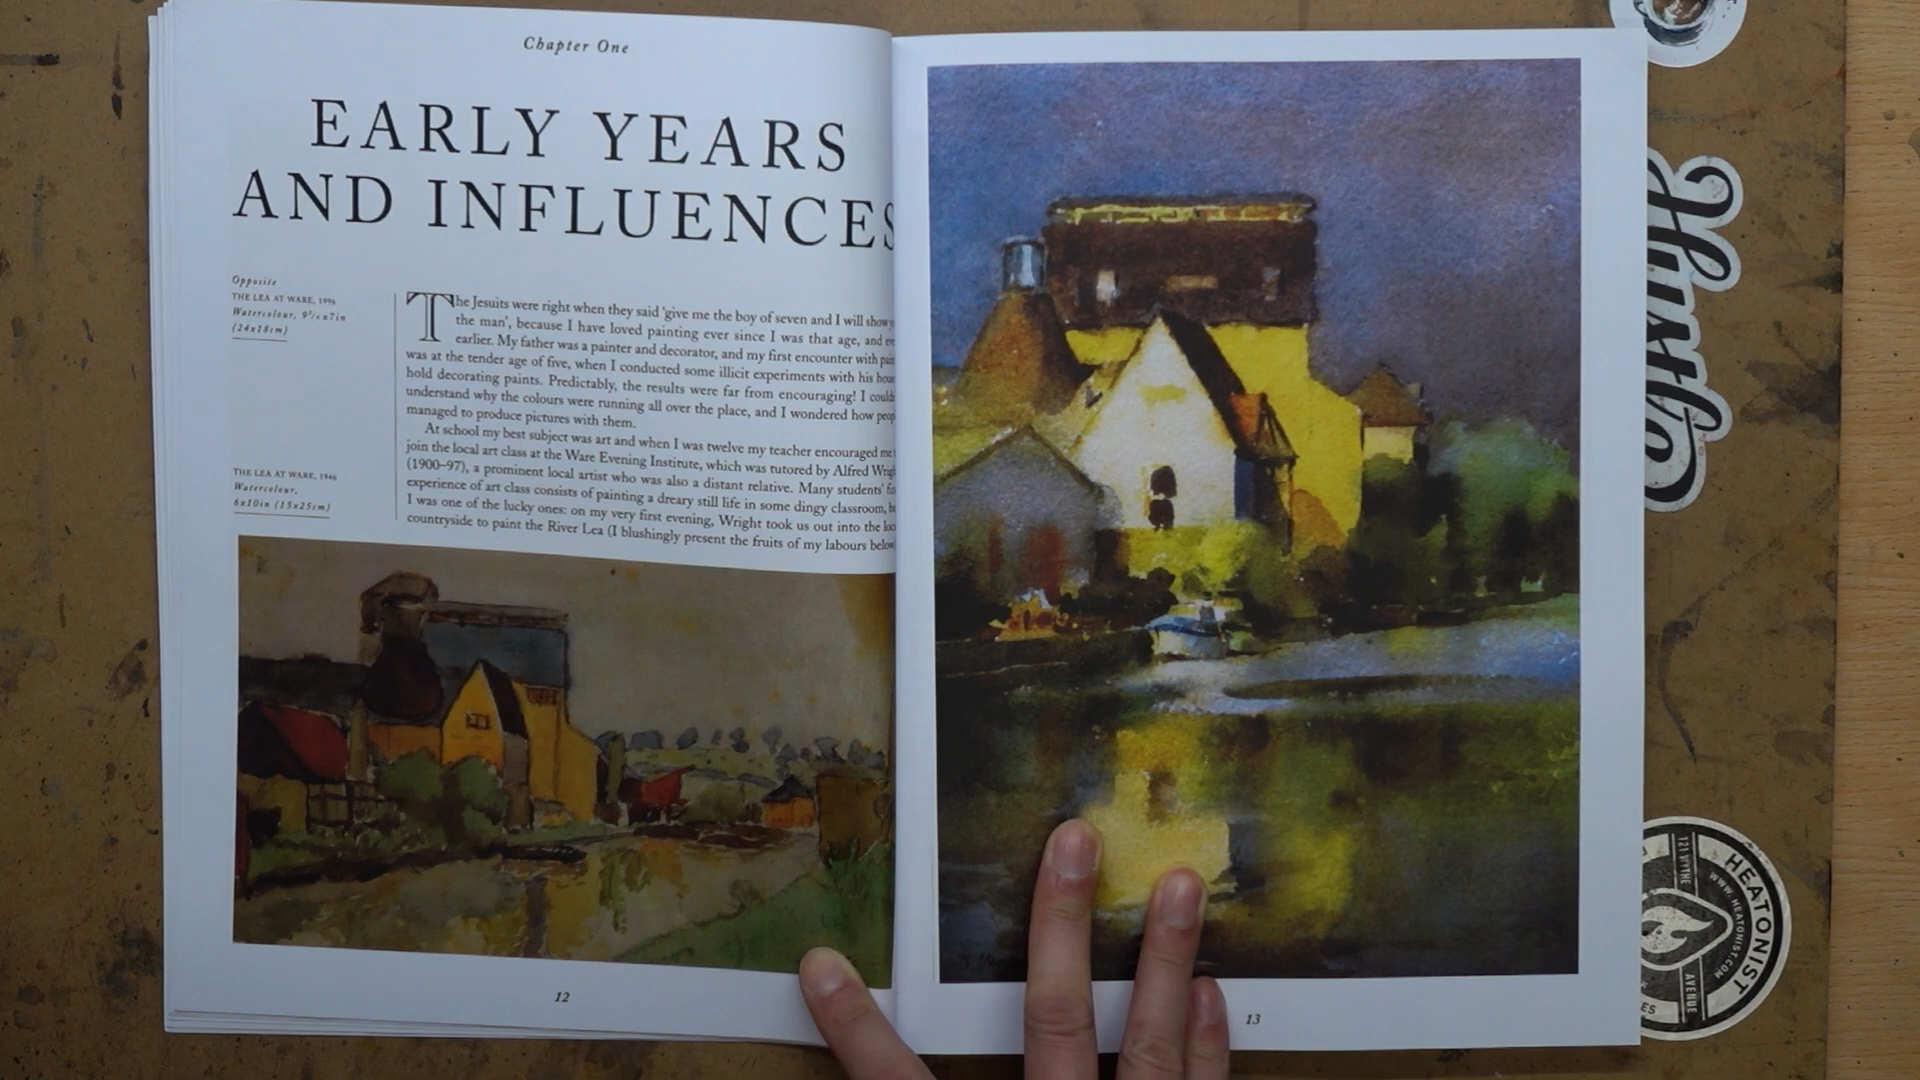 Chapter One
EARLY YEARS
AND INFLUENCES
Opposite
THE LEA AT WARE, 1996
Watercolour, 9½x7in
(24x18cm)
The Jesuits were right when they said 'give me the boy of seven and I will show
the man', because I have loved painting ever since I was that age, and
earlier. My father was a painter and decorator, and my first encounter with
was at the tender age of five, when I conducted some illicit experiments with his
hold decorating paints. Predictably, the results were far from encouraging! I
understand why the colours were running all over the place, and I wondered how
managed to produce pictures with them.
At school my best subject was art and when I was twelve my teacher encouraged me
join the local art class at the Ware Evening Institute, which was tutored by Alfred
(1900–97), a prominent local artist who was also a distant relative. Many students'
experience of art class consists of painting a dreary still life in some dingy classroom,
I was one of the lucky ones: on my very first evening, Wright took us out into the
countryside to paint the River Lea (I blushingly present the fruits of my labours below
THE LEA AT WARE, 1946
Watercolour,
6x10in (15x25cm)
12
13
Hustle
HEATONIST
WWW.HEATONIST.COM
121 WYTHE
AVENUE